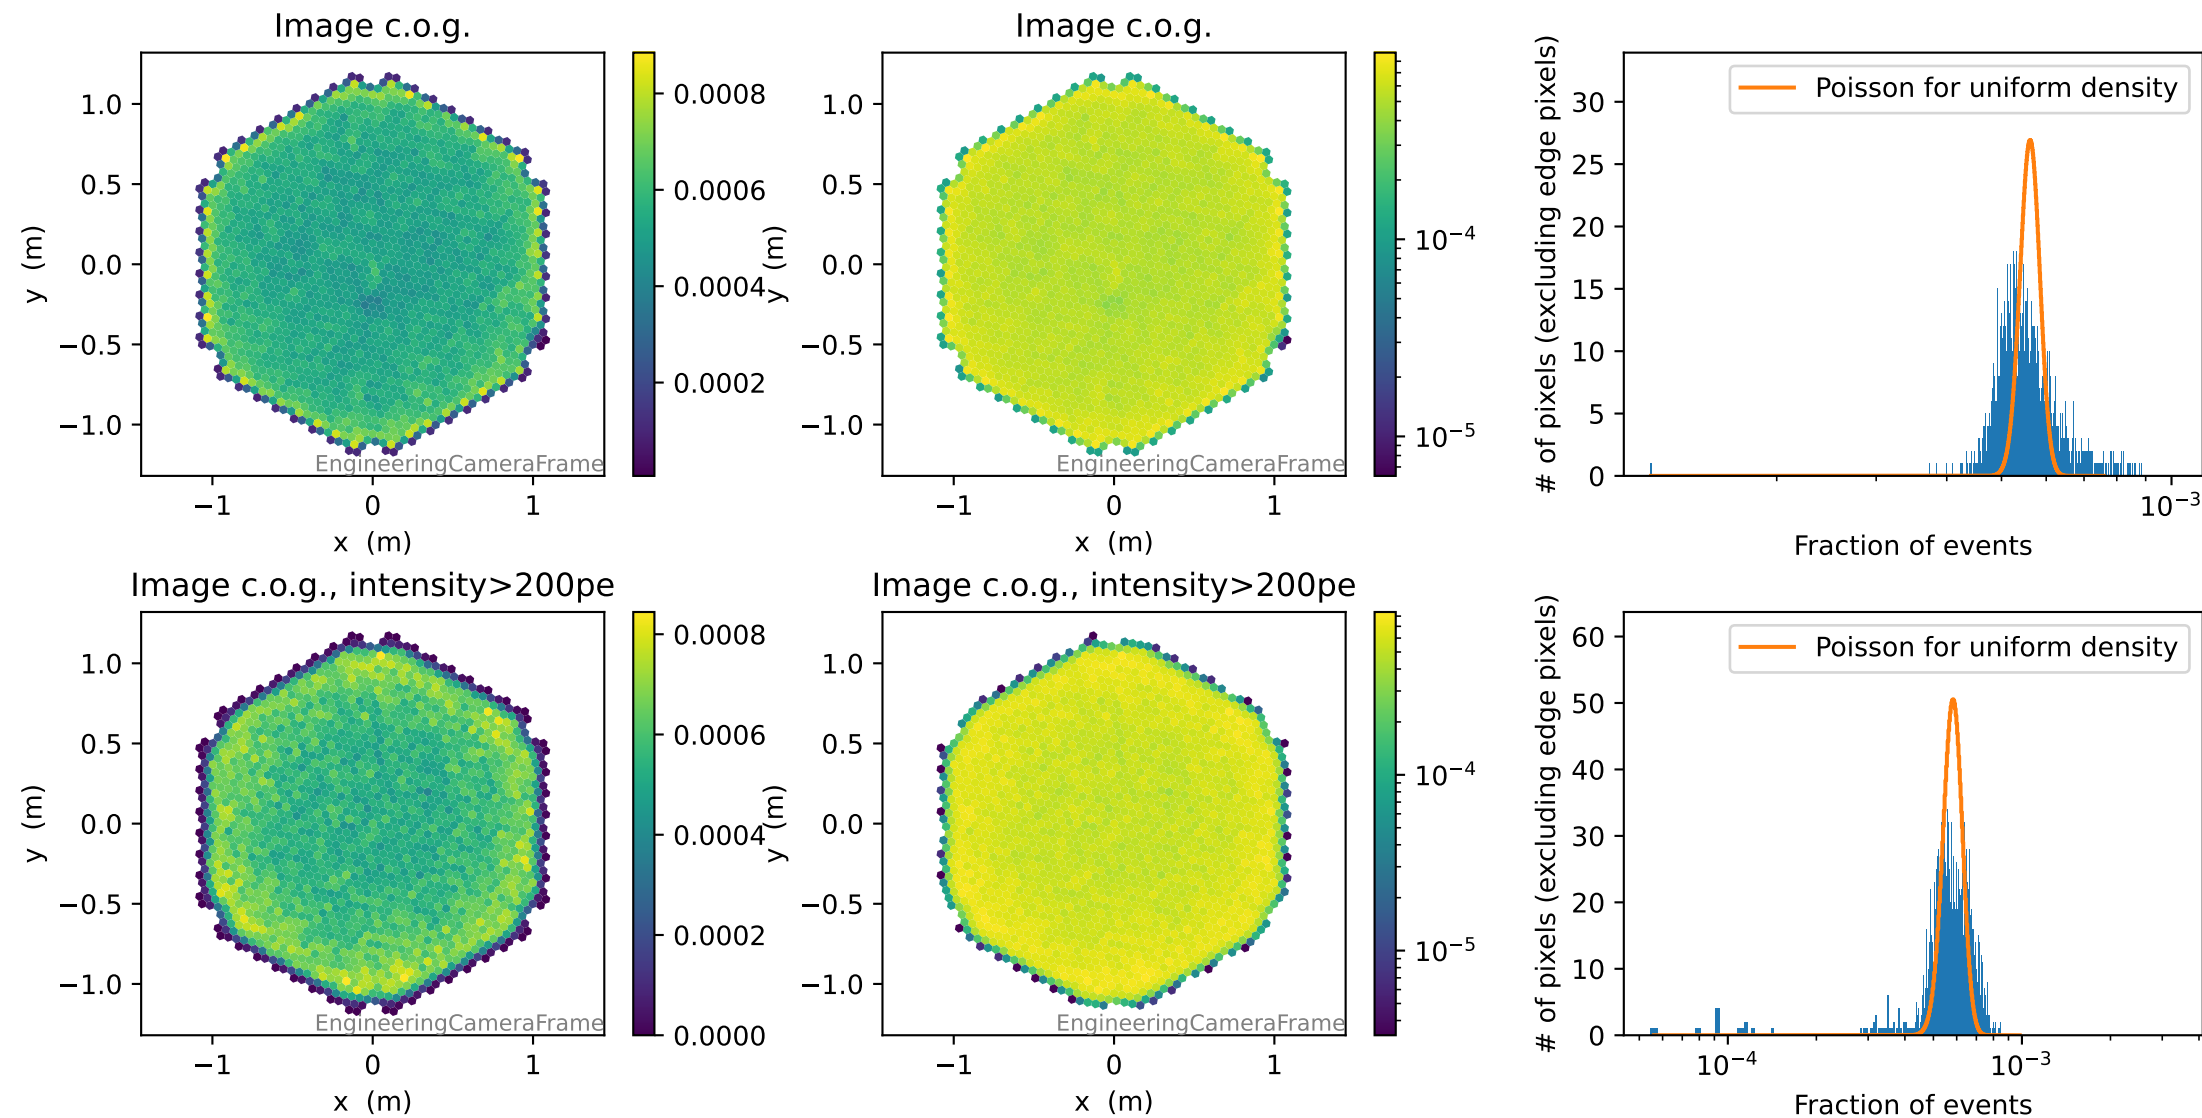 Image c.o.g.
y (m)
1.0
0.5
0.0
−0.5
−1.0
−1 0 1
x (m)
EngineeringCameraFrame
0.0008
0.0006
0.0004
0.0002
Image c.o.g.
y (m)
1.0
0.5
0.0
−0.5
−1.0
−1 0 1
x (m)
EngineeringCameraFrame
10⁻⁴
10⁻⁵
# of pixels (excluding edge pixels)
30
25
20
15
10
5
0
Poisson for uniform density
10⁻³
Fraction of events
Image c.o.g., intensity>200pe
y (m)
1.0
0.5
0.0
−0.5
−1.0
−1 0 1
x (m)
EngineeringCameraFrame
0.0008
0.0006
0.0004
0.0002
0.0000
Image c.o.g., intensity>200pe
y (m)
1.0
0.5
0.0
−0.5
−1.0
−1 0 1
x (m)
EngineeringCameraFrame
10⁻⁴
10⁻⁵
# of pixels (excluding edge pixels)
60
50
40
30
20
10
0
Poisson for uniform density
10⁻⁴ 10⁻³
Fraction of events